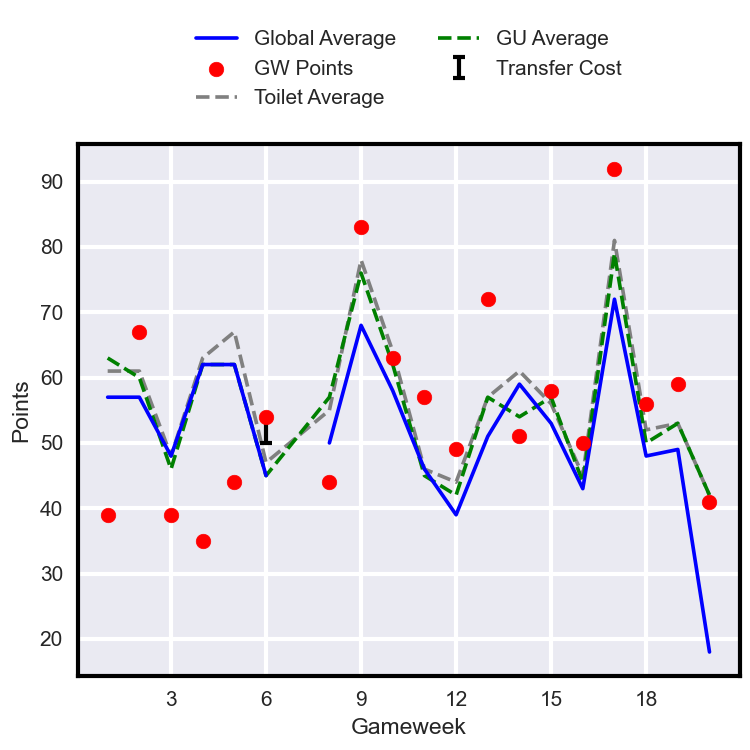 Global Average
GW Points
Toilet Average
GU Average
Transfer Cost
90
80
70
60
50
40
30
20
Points
3 6 9 12 15 18
Gameweek